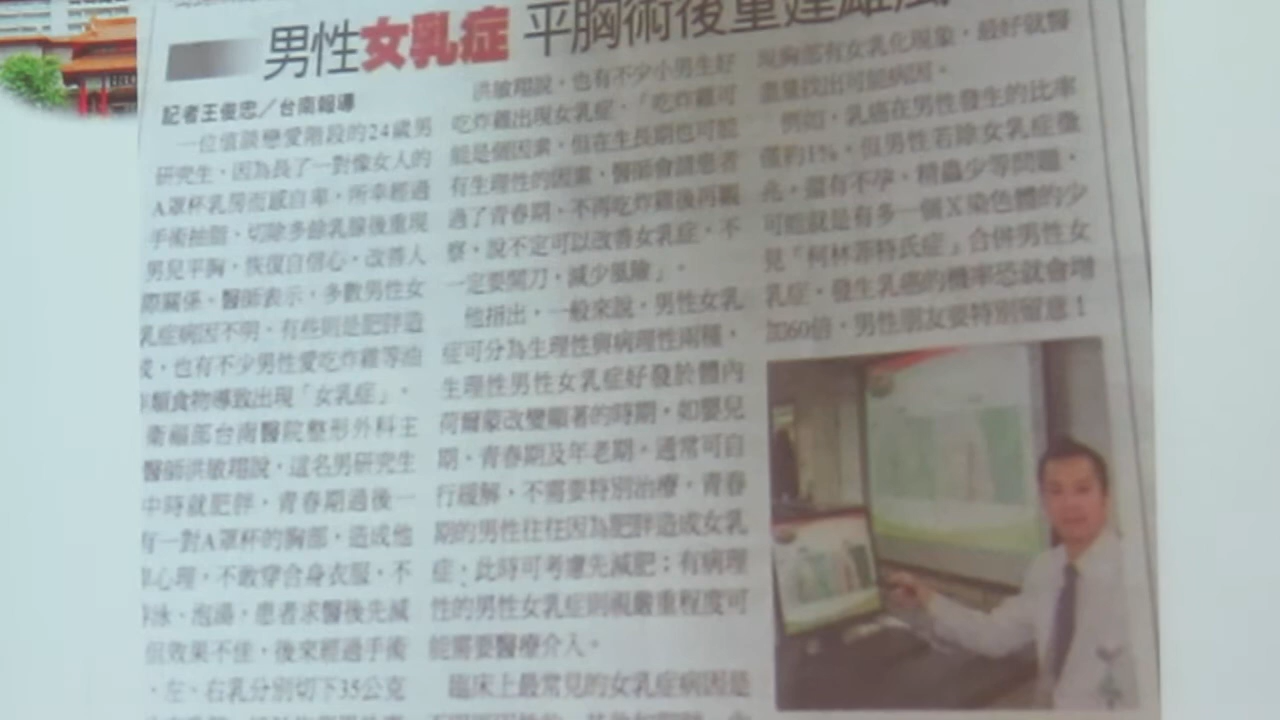 男性女乳症 平胸術後重建雄風
記者王俊忠／台南報導
一位值談戀愛階段的24歲男
研究生，因為長了一對像女人的
A罩杯乳房而感自卑，所幸經過
手術抽脂，切除多餘乳腺後重現
男兒平胸，恢復自信心，改善人
際關係。醫師表示，多數男性女
乳症病因不明，有些則是肥胖造
成，也有不少男性愛吃炸雞等油
炸類食物導致出現「女乳症」。
衛福部台南醫院整形外科主
醫師洪敏翔說，這名男研究生
中時就肥胖，青春期過後一
有一對A罩杯的胸部，造成他
心理，不敢穿合身衣服，不
泳、泡湯，患者求醫後先減
但效果不佳，後來經過手術
，左、右乳分別切下35公克
洪敏翔說，也有不少小男生好
吃炸雞出現女乳症，「吃炸雞可
能是個因素，但在生長期也可能
有生理性的因素，醫師會請患者
過了青春期、不再吃炸雞後再觀
察，說不定可以改善女乳症，不
一定要開刀，減少風險」。
他指出，一般來說，男性女乳
症可分為生理性與病理性兩種，
生理性男性女乳症好發於體內
荷爾蒙改變顯著的時期，如嬰兒
期、青春期及年老期，通常可自
行緩解，不需要特別治療，青春
期的男性往往因為肥胖造成女乳
症，此時可考慮先減肥；有病理
性的男性女乳症則視嚴重程度可
能需要醫療介入。
臨床上最常見的女乳症病因是
現胸部有女乳化現象，最好就醫
盡量找出可能病因。
例如，乳癌在男性發生的比率
僅約1%，但男性若除女乳症徵
兆，還有不孕、精蟲少等問題，
可能就是有多一個X染色體的少
見「柯林菲特氏症」合併男性女
乳症，發生乳癌的機率恐就會增
加60倍，男性朋友要特別留意！